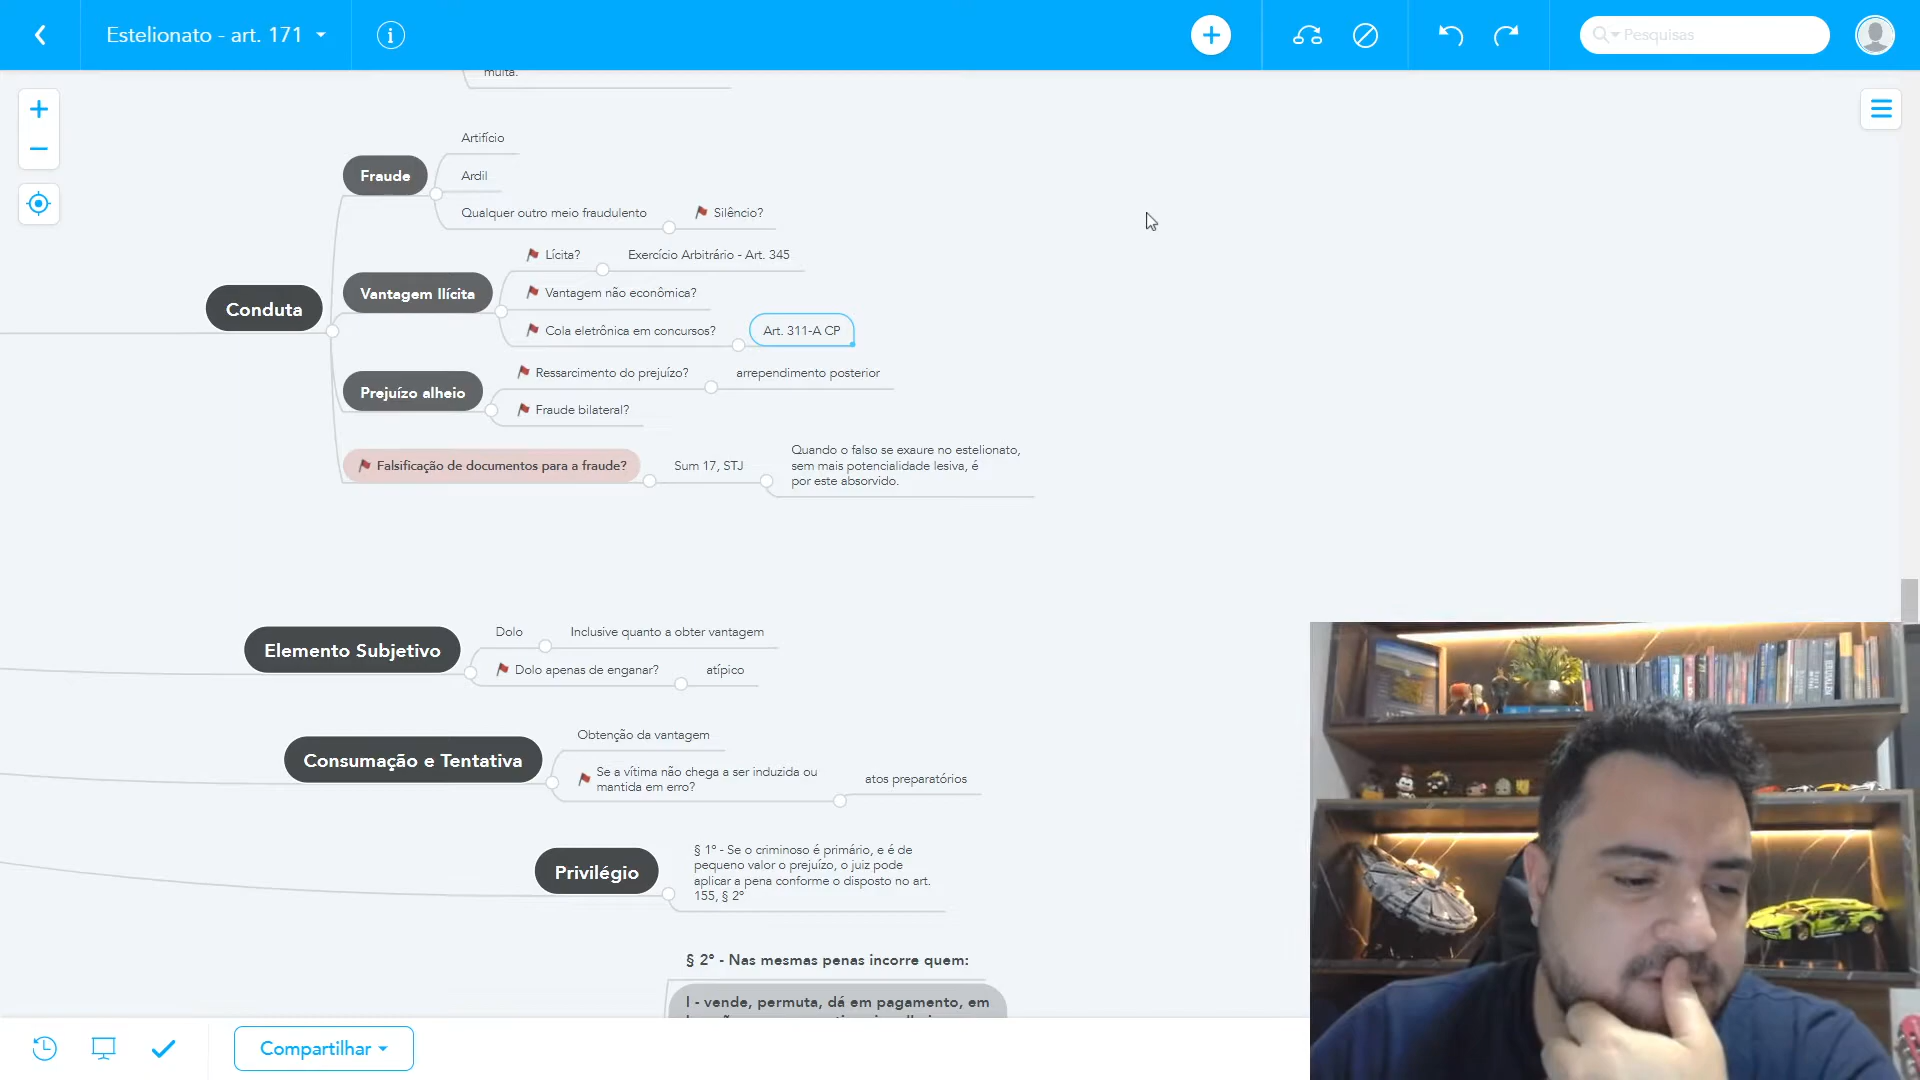 Estelionato - art. 171
Pesquisas
multa.
Artifício
Fraude
Ardil
Qualquer outro meio fraudulento
Silêncio?
Lícita?
Exercício Arbitrário - Art. 345
Vantagem Ilícita
Vantagem não econômica?
Conduta
Cola eletrônica em concursos?
Art. 311-A CP
Ressarcimento do prejuízo?
arrependimento posterior
Prejuízo alheio
Fraude bilateral?
Falsificação de documentos para a fraude?
Sum 17, STJ
Quando o falso se exaure no estelionato,
sem mais potencialidade lesiva, é
por este absorvido.
Elemento Subjetivo
Dolo
Inclusive quanto a obter vantagem
Dolo apenas de enganar?
atípico
Consumação e Tentativa
Obtenção da vantagem
Se a vítima não chega a ser induzida ou
mantida em erro?
atos preparatórios
Privilégio
§ 1º - Se o criminoso é primário, e é de
pequeno valor o prejuízo, o juiz pode
aplicar a pena conforme o disposto no art.
155, § 2º
§ 2º - Nas mesmas penas incorre quem:
I - vende, permuta, dá em pagamento, em
Compartilhar